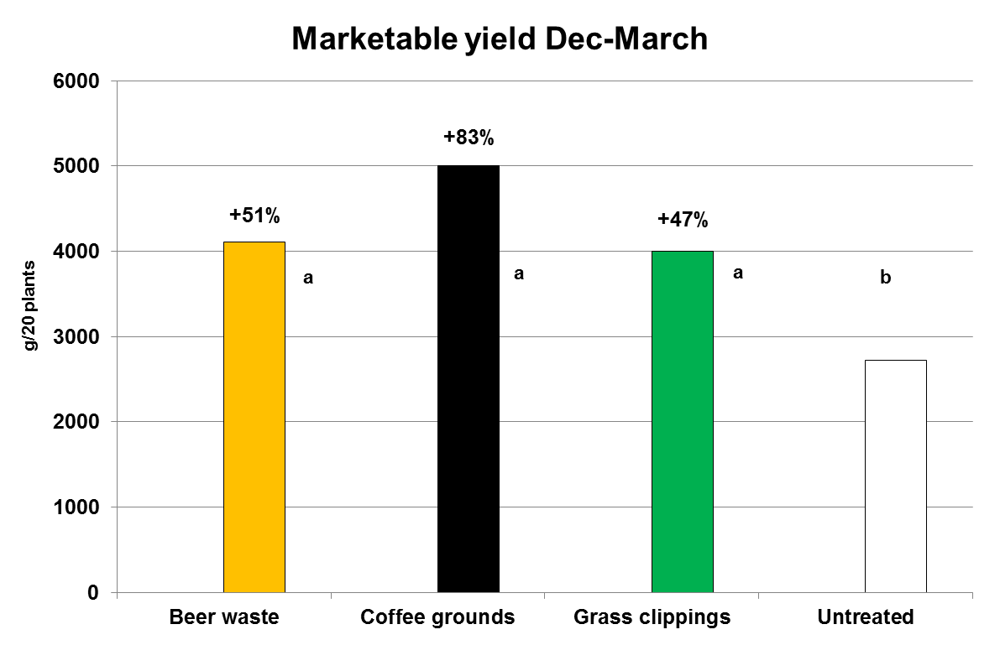 Marketable yield Dec-March
6000
5000
4000
3000
2000
1000
0
g/20 plants
+51%
+83%
+47%
a
a
a
b
Beer waste
Coffee grounds
Grass clippings
Untreated